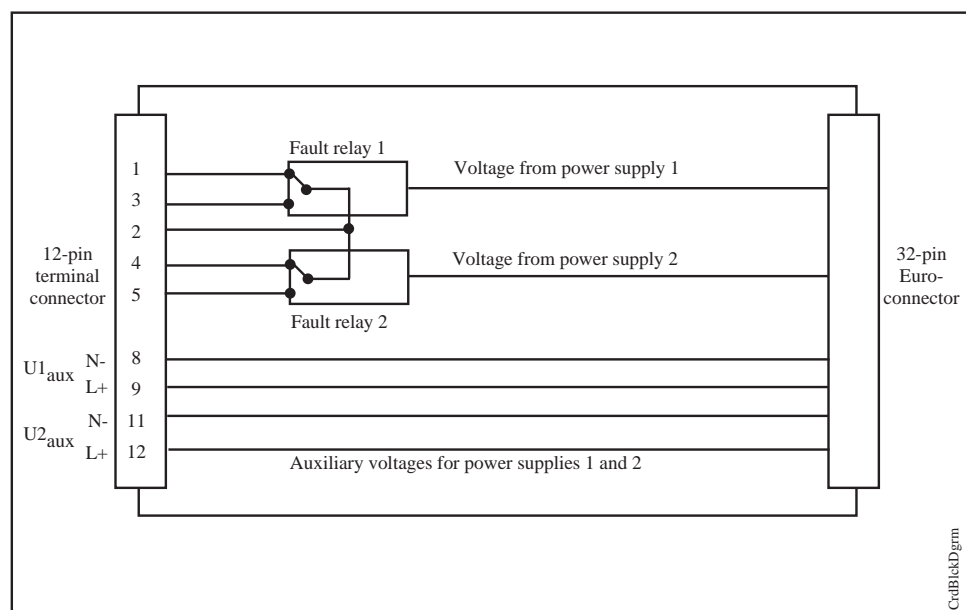 Fault relay 1
Voltage from power supply 1
1
3
2
12-pin
terminal
connector
4
5
Voltage from power supply 2
32-pin
Euro-
connector
Fault relay 2
U1aux
N-
8
L+
9
U2aux
N-
11
L+
12
Auxiliary voltages for power supplies 1 and 2
CrdBlckDgrm